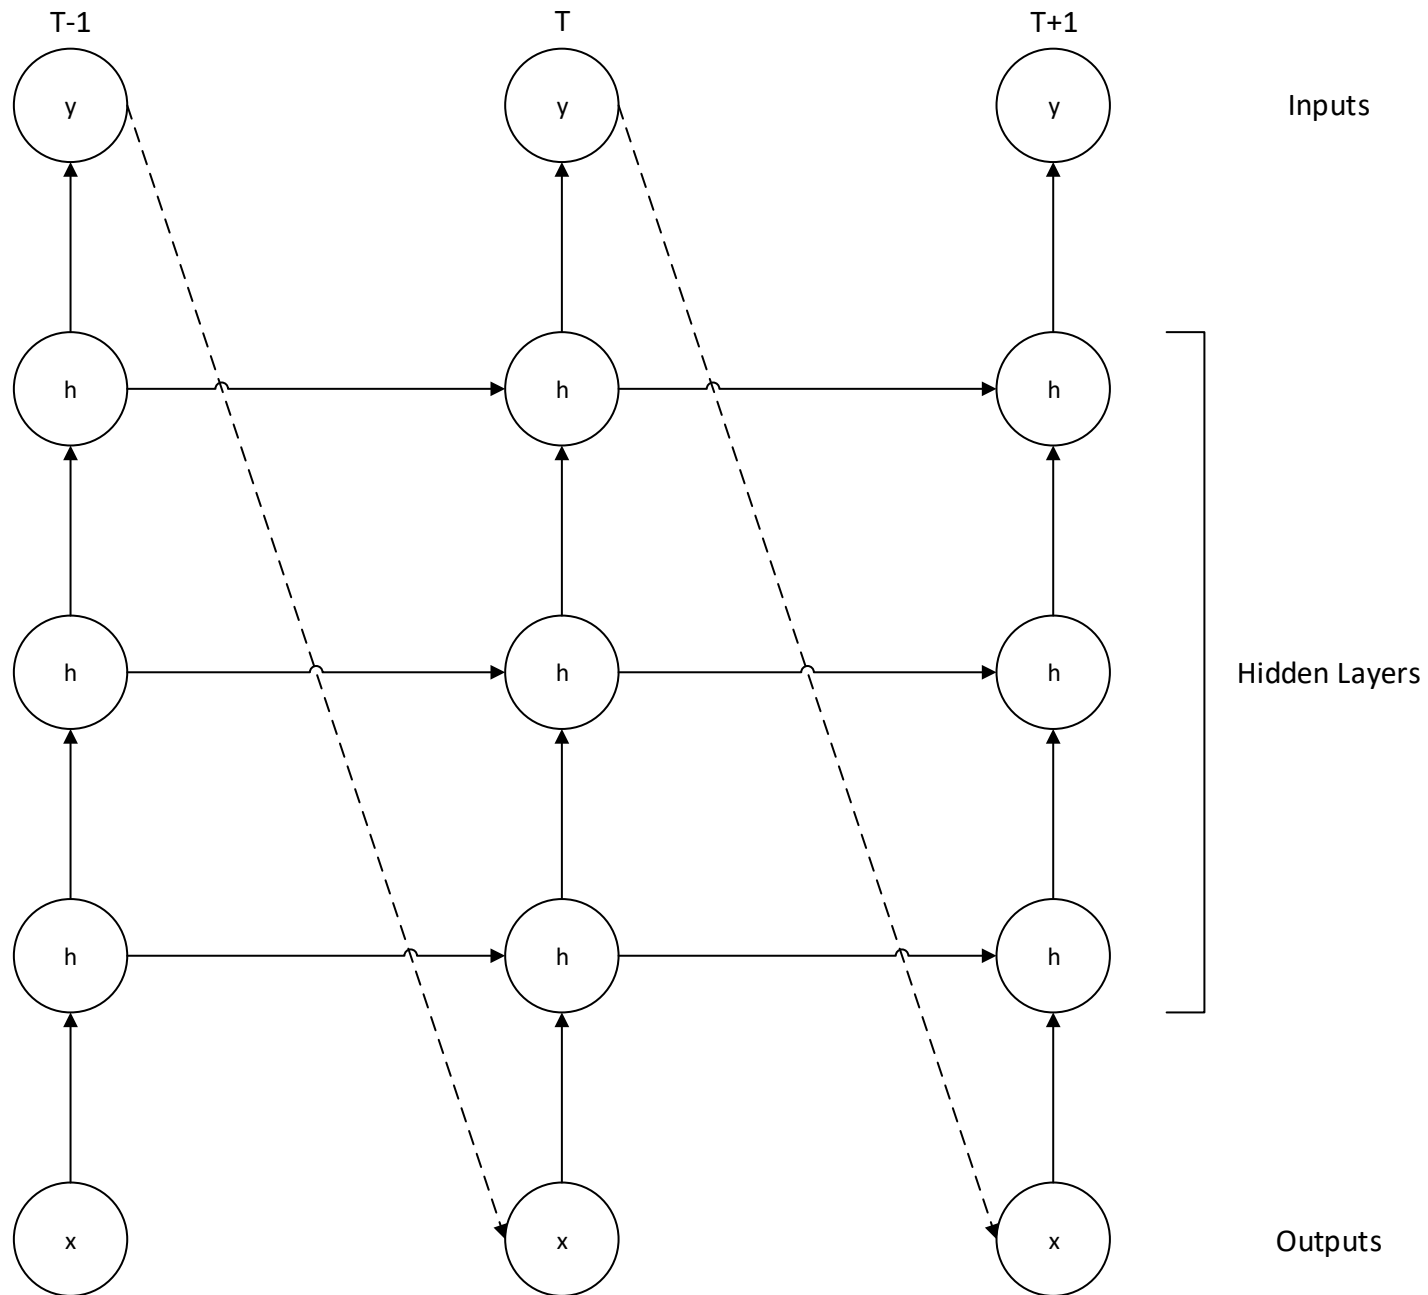 T-1 T T+1
y y y Inputs
h h h
h h h Hidden Layers
h h h
x x x Outputs